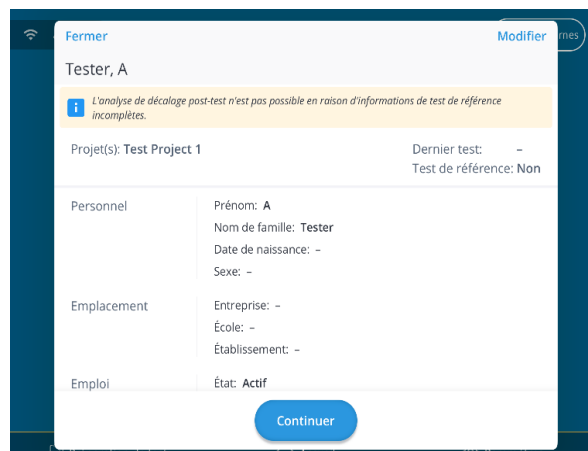 Fermer
Modifier
rnes
Tester, A
L'analyse de décalage post-test n'est pas possible en raison d'informations de test de référence
incomplètes.
Projet(s): Test Project 1
Dernier test: –
Test de référence: Non
Personnel
Prénom: A
Nom de famille: Tester
Date de naissance: –
Sexe: –
Emplacement
Entreprise: –
École: –
Établissement: –
Emploi
État: Actif
Continuer